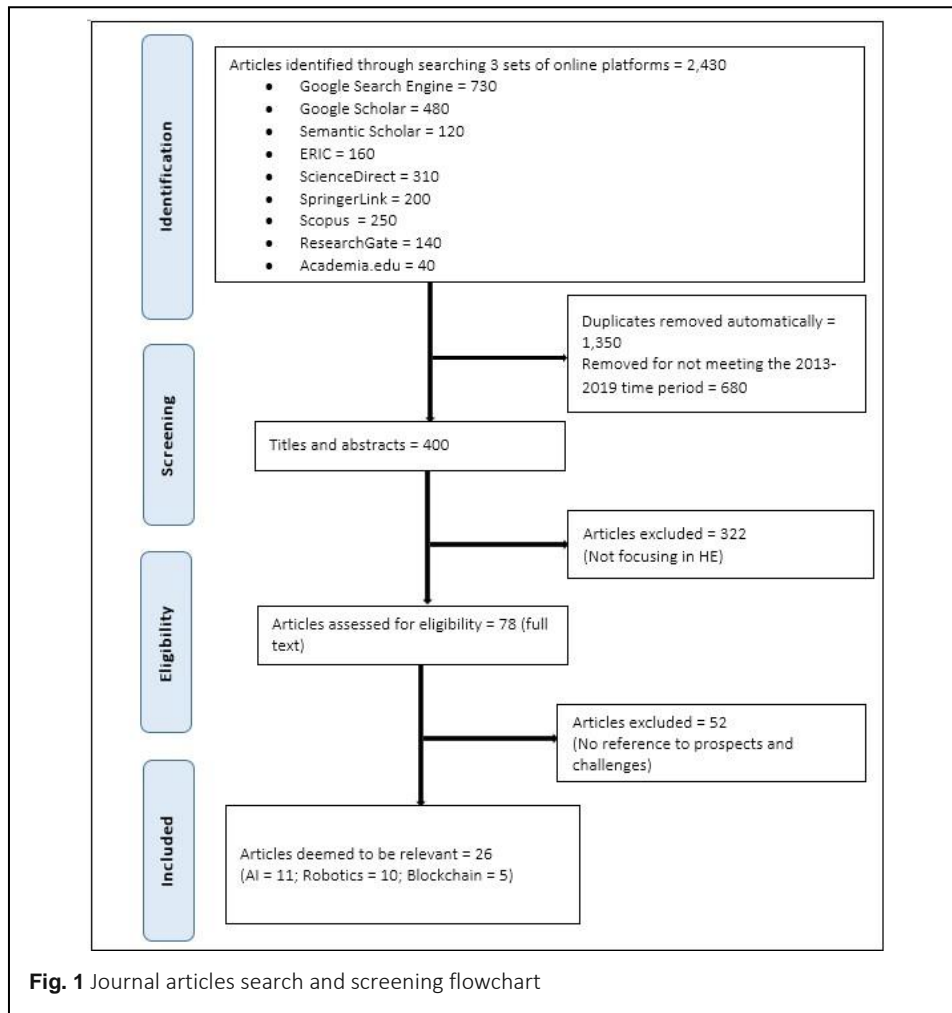 Identification
Articles identified through searching 3 sets of online platforms = 2,430
• Google Search Engine = 730
• Google Scholar = 480
• Semantic Scholar = 120
• ERIC = 160
• ScienceDirect = 310
• SpringerLink = 200
• Scopus = 250
• ResearchGate = 140
• Academia.edu = 40
Duplicates removed automatically =
1,350
Removed for not meeting the 2013-
2019 time period = 680
Screening
Titles and abstracts = 400
Articles excluded = 322
(Not focusing in HE)
Eligibility
Articles assessed for eligibility = 78 (full
text)
Articles excluded = 52
(No reference to prospects and
challenges)
Included
Articles deemed to be relevant = 26
(AI = 11; Robotics = 10; Blockchain = 5)
Fig. 1 Journal articles search and screening flowchart